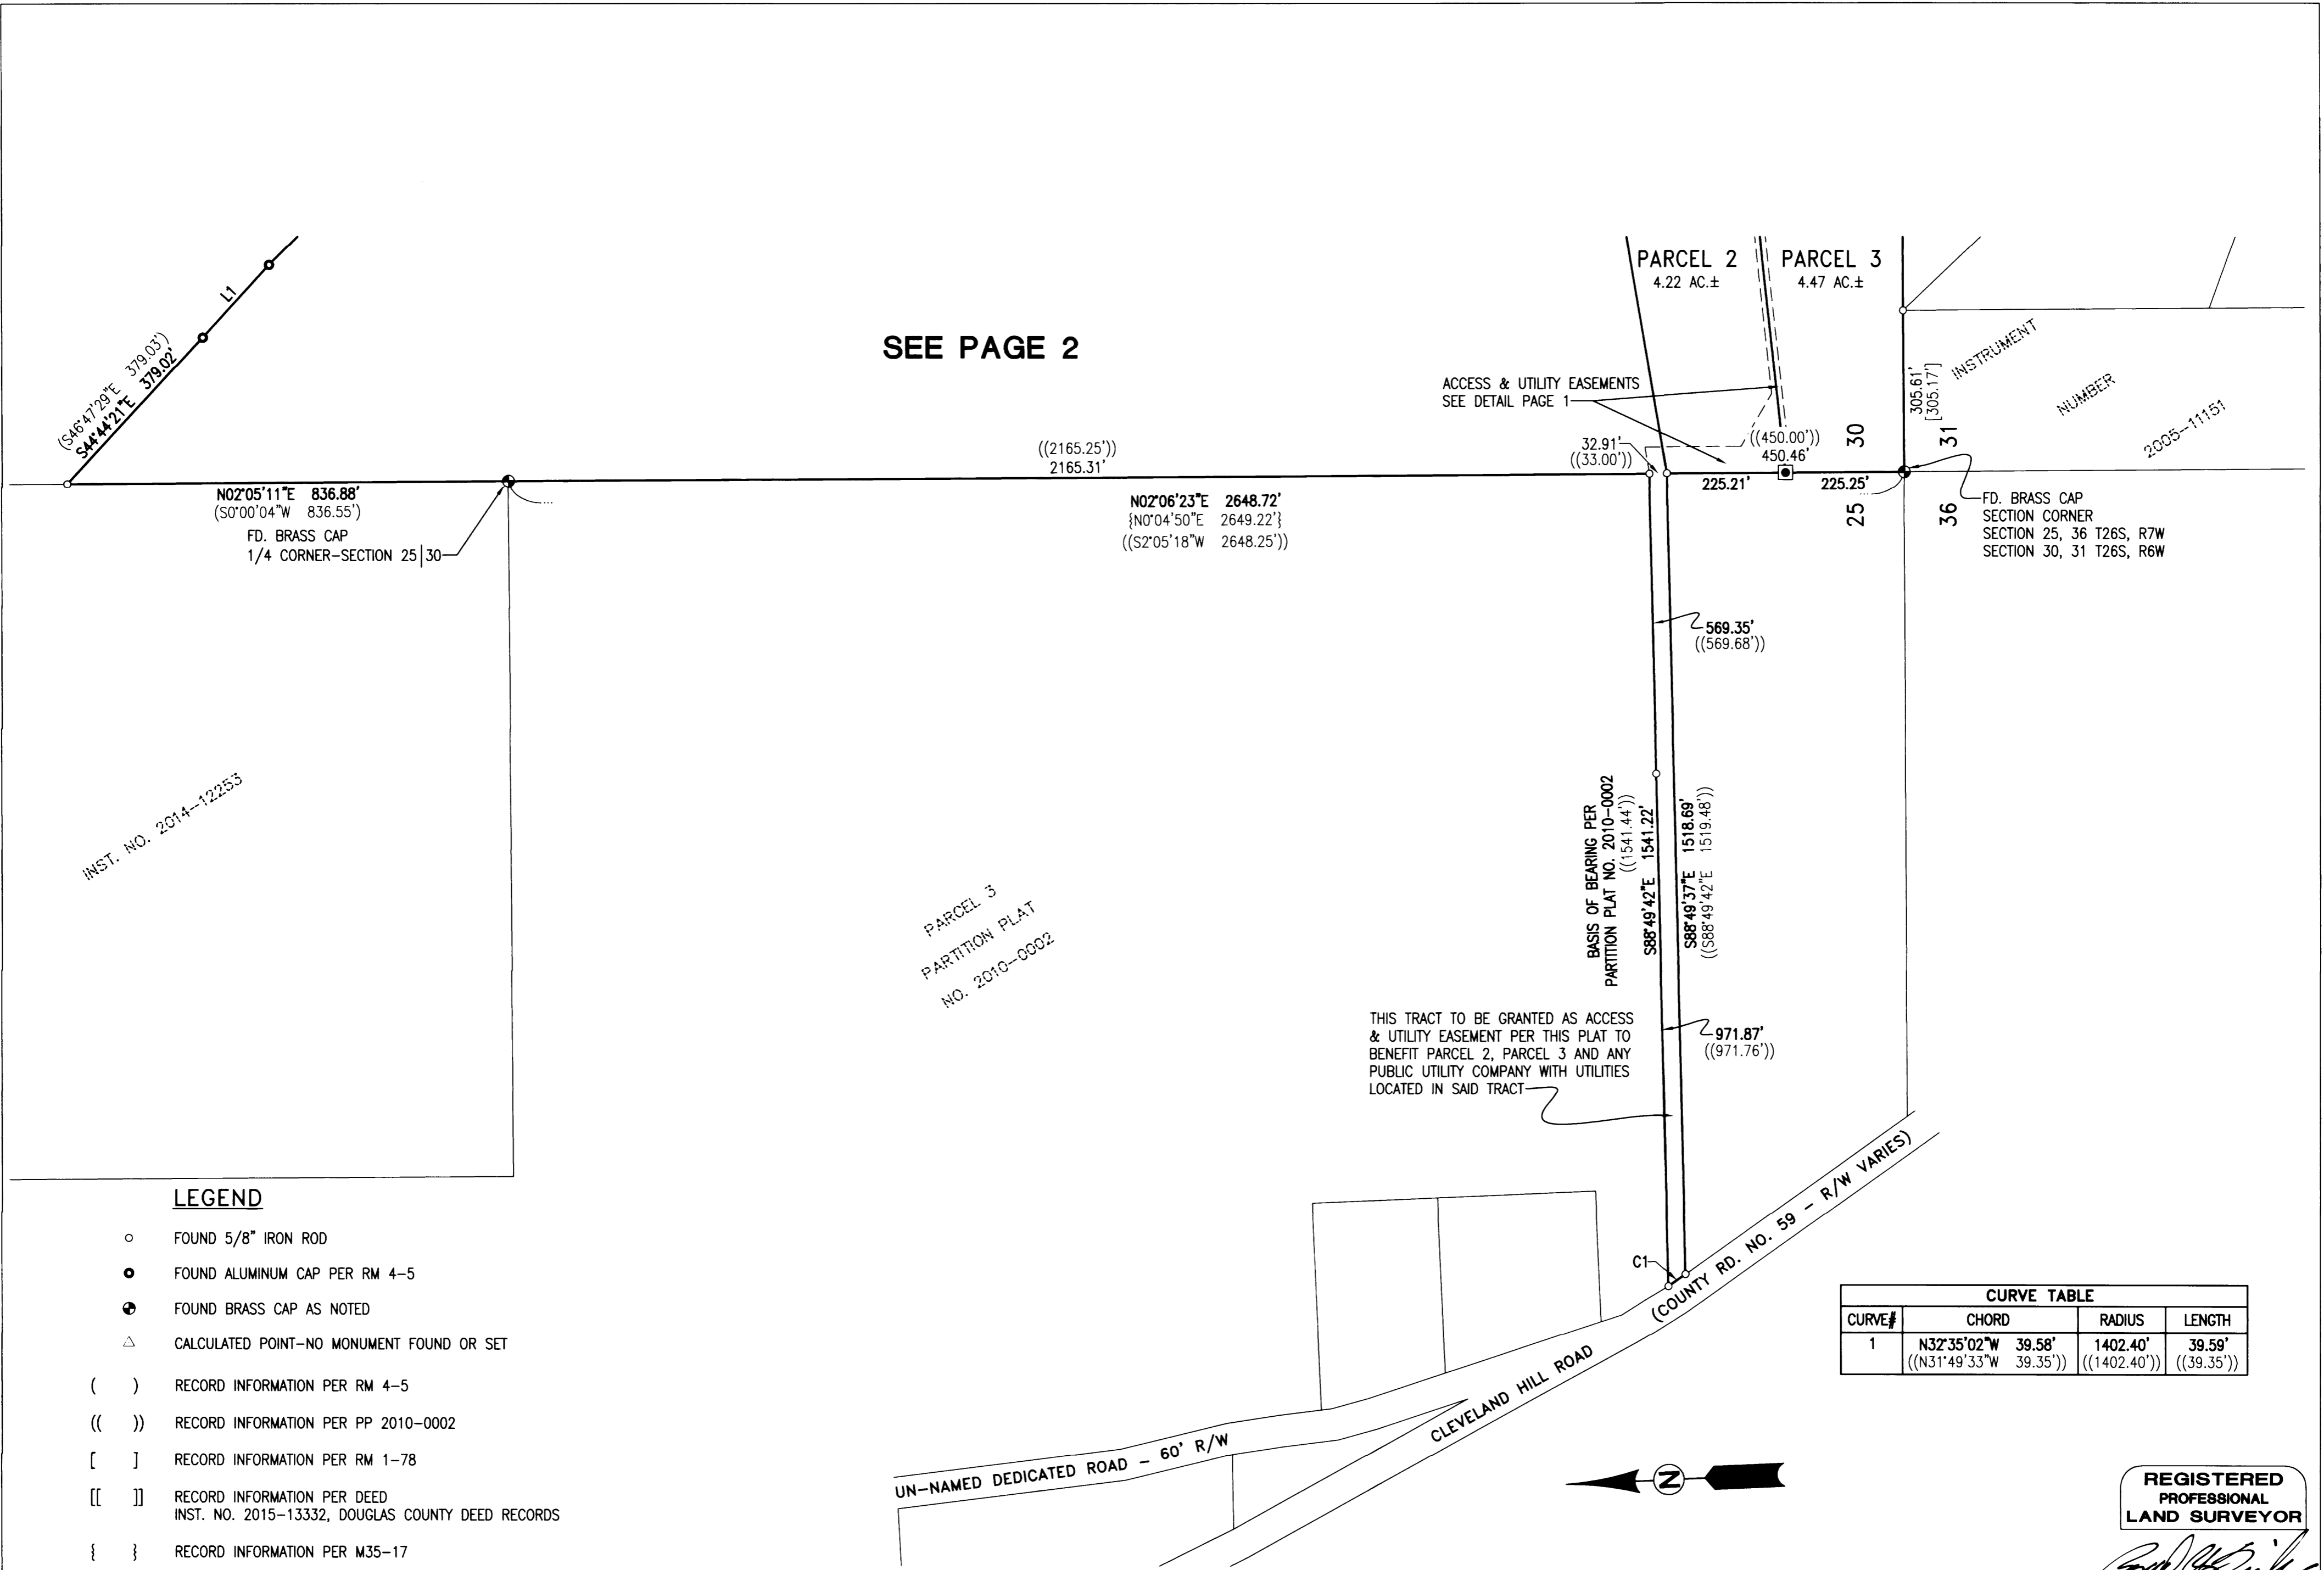 PARCEL 2
4.22 AC.±
PARCEL 3
4.47 AC.±
L1
(S46°47'29"E 379.03')
S44°44'21"E 379.02'
SEE PAGE 2
ACCESS & UTILITY EASEMENTS
SEE DETAIL PAGE 1
305.61'
[305.17']
INSTRUMENT
NUMBER
2005-11151
((2165.25'))
2165.31'
32.91'
((33.00'))
((450.00'))
450.46'
30
31
N02°05'11"E 836.88'
(S0°00'04"W 836.55')
FD. BRASS CAP
1/4 CORNER-SECTION 25|30
...
N02°06'23"E 2648.72'
{N0°04'50"E 2649.22'}
((S2°05'18"W 2648.25'))
225.21'
225.25'
...
25
36
FD. BRASS CAP
SECTION CORNER
SECTION 25, 36 T26S, R7W
SECTION 30, 31 T26S, R6W
569.35'
((569.68'))
INST. NO. 2014-12253
PARCEL 3
PARTITION PLAT
NO. 2010-0002
BASIS OF BEARING PER
PARTITION PLAT NO. 2010-0002
((1541.44'))
S88°49'42"E 1541.22'
S88°49'37"E 1518.69'
((S88°49'42"E 1519.48'))
THIS TRACT TO BE GRANTED AS ACCESS
& UTILITY EASEMENT PER THIS PLAT TO
BENEFIT PARCEL 2, PARCEL 3 AND ANY
PUBLIC UTILITY COMPANY WITH UTILITIES
LOCATED IN SAID TRACT
971.87'
((971.76'))
C1
(COUNTY RD. NO. 59 - R/W VARIES)
CLEVELAND HILL ROAD
UN-NAMED DEDICATED ROAD - 60' R/W
LEGEND
FOUND 5/8" IRON ROD
FOUND ALUMINUM CAP PER RM 4-5
FOUND BRASS CAP AS NOTED
CALCULATED POINT-NO MONUMENT FOUND OR SET
( ) RECORD INFORMATION PER RM 4-5
(( )) RECORD INFORMATION PER PP 2010-0002
[ ] RECORD INFORMATION PER RM 1-78
[[ ]] RECORD INFORMATION PER DEED
INST. NO. 2015-13332, DOUGLAS COUNTY DEED RECORDS
{ } RECORD INFORMATION PER M35-17
CURVE TABLE
CURVE# CHORD RADIUS LENGTH
1 N32°35'02"W 39.58' 1402.40' 39.59'
((N31°49'33"W 39.35')) ((1402.40')) ((39.35'))
N
REGISTERED
PROFESSIONAL
LAND SURVEYOR